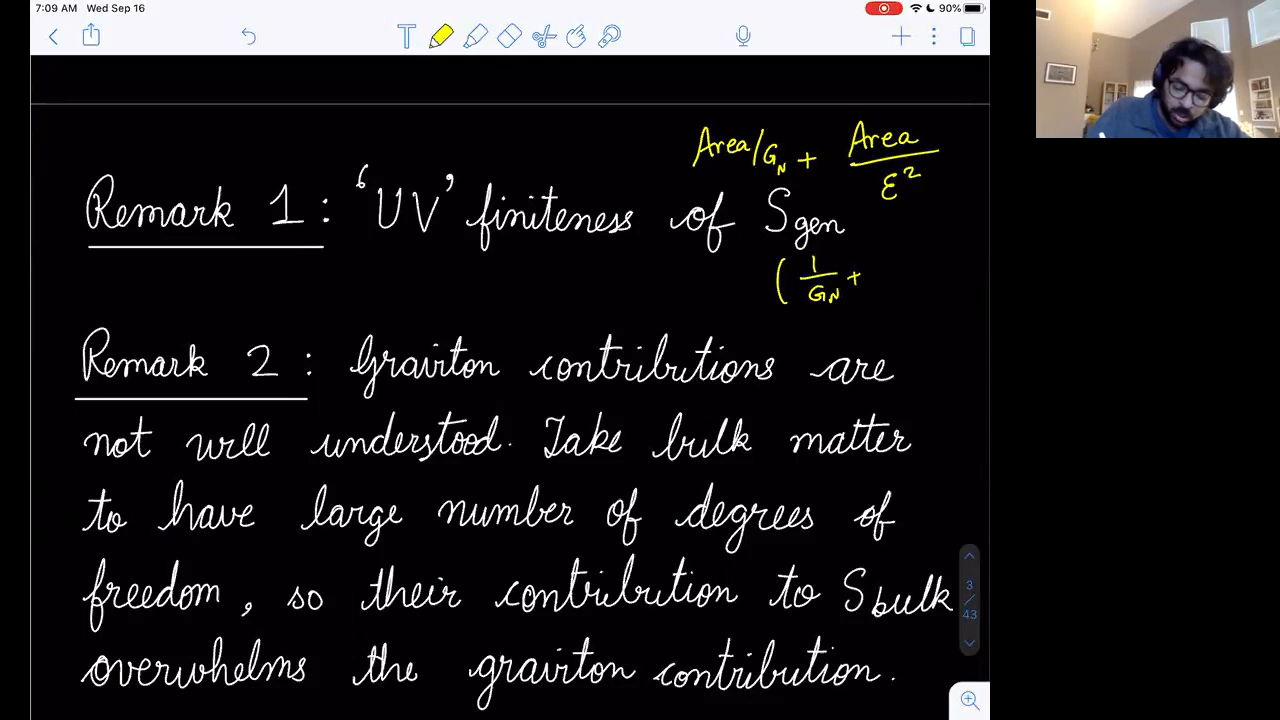 7:09 AM Wed Sep 16
90%
T
Area/G_N + Area/ε²
Remark 1: 'UV' finiteness of Sgen
( 1/G_N +
Remark 2: Graviton contributions are
not well understood. Take bulk matter
to have large number of degrees of
freedom, so their contribution to Sbulk
overwhelms the graviton contribution.
3
/
43